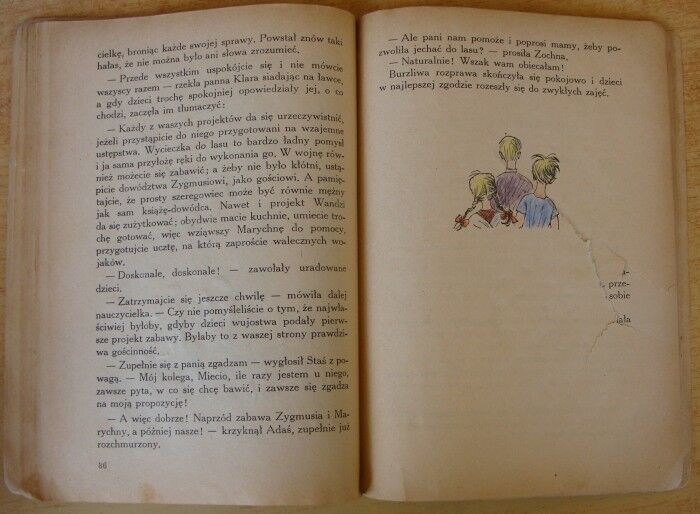 cielkę, broniąc każde swojej sprawy. Powstał znów taki
hałas, że nie można było ani słowa zrozumieć.
— Przede wszystkim uspokójcie się i nie mówcie
wszyscy razem — rzekła panna Klara siadając na ławce,
a gdy dzieci trochę spokojniej opowiedziały jej, o co
chodzi, zaczęła im tłumaczyć:
— Każdy z waszych projektów da się urzeczywistnić,
jeżeli przystąpicie do niego przygotowani na wzajemne
ustępstwa. Wycieczka do lasu to bardzo ładny pomysł
i ja sama przyłożę ręki do wykonania go. W wojnę rów-
nież możecie się zabawić; a żeby nie było kłótni, ustą-
picie dowództwa Zygmusiowi, jako gościowi. A pamię-
tajcie, że prosty szeregowiec może być równie mężny
jak sam książę-dowódca. Nawet i projekt Wandzi
da się zużytkować; obydwie macie kuchnie, umiecie tro-
chę gotować, więc wziąwszy Marychnę do pomocy,
przygotujcie ucztę, na którą zaproście walecznych wo-
jaków.
— Doskonale, doskonale! — zawołały uradowane
dzieci.
— Zatrzymajcie się jeszcze chwilę — mówiła dalej
nauczycielka. — Czy nie pomyśleliście o tym, że najwła-
ściwiej byłoby, gdyby dzieci wujostwa podały pierw-
sze projekt zabawy. Byłaby to z waszej strony prawdzi-
wa gościnność.
— Zupełnie się z panią zgadzam — wygłosił Staś z po-
wagą. — Mój kolega, Miecio, ile razy jestem u niego,
zawsze pyta, w co się chcę bawić, i zawsze się zgadza
na moją propozycję!
— A więc dobrze! Naprzód zabawa Zygmusia i Ma-
rychny, a później nasze! — krzyknął Adaś, zupełnie już
rozchmurzony.
86
— Ale pani nam pomoże i poprosi mamy, żeby po-
zwoliła jechać do lasu? — prosiła Zochna.
— Naturalnie! Wszak wam obiecałam!
Burzliwa rozprawa skończyła się pokojowo i dzieci
w najlepszej zgodzie rozeszły się do zwykłych zajęć.
a-
prze-
sobie
iała